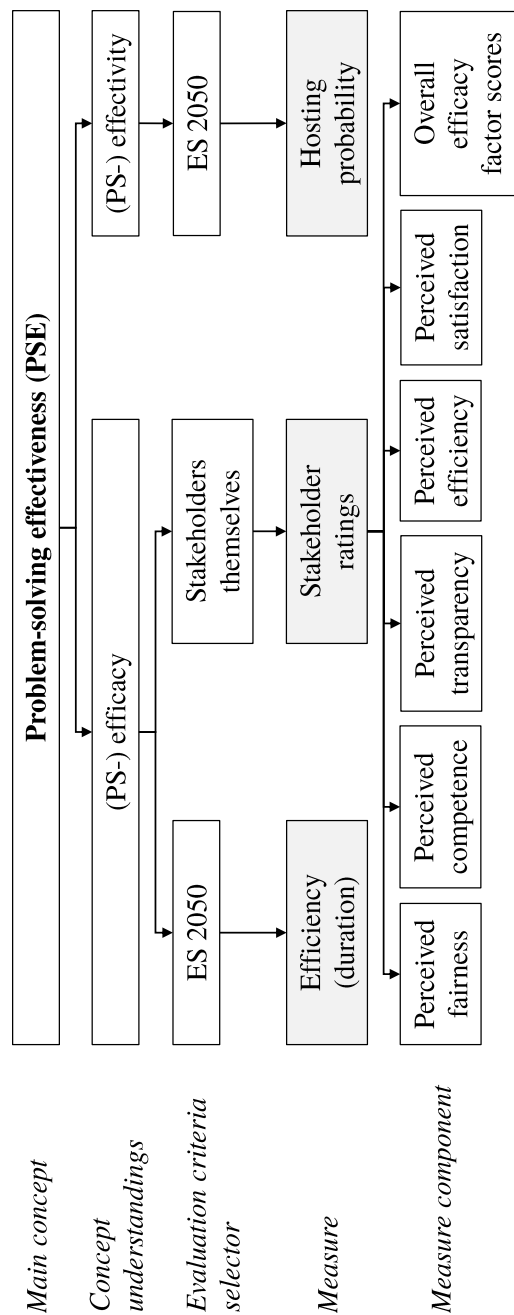 Main concept
Problem-solving effectiveness (PSE)
Concept
understandings
(PS-) efficacy
(PS-) effectivity
Evaluation criteria
selector
ES 2050
Stakeholders
themselves
ES 2050
Measure
Efficiency
(duration)
Stakeholder
ratings
Hosting
probability
Measure component
Perceived
fairness
Perceived
competence
Perceived
transparency
Perceived
efficiency
Perceived
satisfaction
Overall
efficacy
factor scores